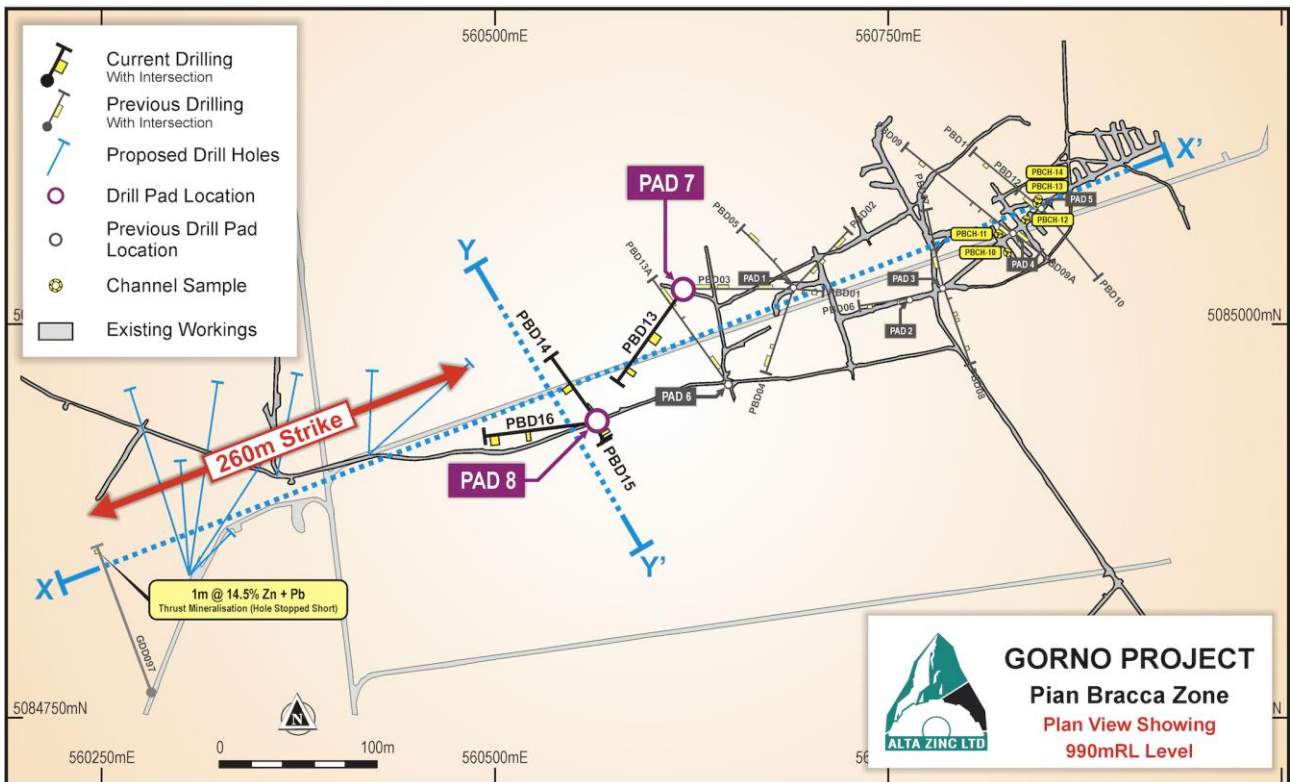 560500mE
560750mE
Current Drilling
With Intersection
Previous Drilling
With Intersection
Proposed Drill Holes
Drill Pad Location
Previous Drill Pad
Location
Channel Sample
Existing Workings
X'
PBD09
PBD12
PBCH-14
PBCH-13
PAD 5
PBCH-12
PBCH-11
PAD 4
PBCH-10
PBD09A
PBD10
PAD 7
PBD05
PBD02
PBD13A
PBD03
PAD 1
PAD 3
PBD01
PBD06
PAD 2
Y
PBD14
PBD13
PAD 6
PBD04
PBD08
5085000mN
260m Strike
PBD16
PBD15
PAD 8
Y'
X
1m @ 14.5% Zn + Pb
Thrust Mineralisation (Hole Stopped Short)
GDD097
5084750mN
560250mE
560500mE
N
0
100m
ALTA ZINC LTD
GORNO PROJECT
Pian Bracca Zone
Plan View Showing
990mRL Level